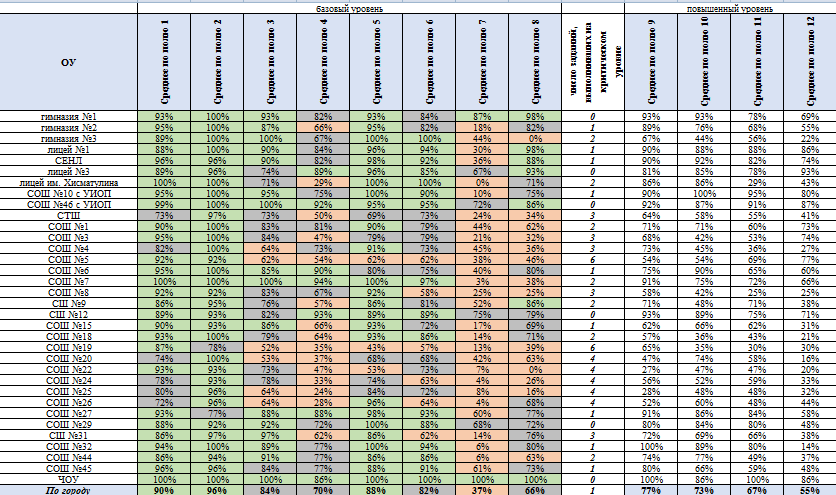 базовый уровень повышенный уровень
ОУ Среднее по полю 1 Среднее по полю 2 Среднее по полю 3 Среднее по полю 4 Среднее по полю 5 Среднее по полю 6 Среднее по полю 7 Среднее по полю 8 число заданий, выполнивших на критическом уровне Среднее по полю 9 Среднее по полю 10 Среднее по полю 11 Среднее по полю 12
гимназия №1 93% 100% 93% 82% 93% 84% 87% 98% 0 93% 93% 78% 69%
гимназия №2 95% 100% 87% 66% 95% 82% 18% 82% 1 89% 76% 68% 55%
гимназия №3 89% 100% 100% 67% 100% 100% 44% 0% 2 67% 44% 56% 22%
лицей №1 88% 100% 90% 84% 96% 94% 30% 98% 1 90% 88% 88% 86%
СЕНЛ 96% 96% 90% 82% 98% 92% 36% 88% 1 90% 92% 82% 74%
лицей №3 89% 96% 74% 89% 96% 85% 67% 93% 0 81% 85% 78% 93%
лицей им. Хисматулина 100% 100% 71% 29% 100% 100% 0% 71% 2 86% 86% 29% 43%
СОШ №10 с УИОП 95% 95% 95% 75% 100% 90% 10% 75% 1 90% 100% 95% 80%
СОШ №46 с УИОП 99% 100% 100% 92% 95% 95% 72% 86% 0 92% 87% 91% 87%
СТШ 73% 97% 73% 50% 69% 73% 24% 34% 3 64% 58% 55% 41%
СОШ №1 90% 100% 83% 81% 90% 79% 44% 62% 2 71% 71% 60% 73%
СОШ №3 95% 100% 84% 47% 79% 79% 21% 32% 3 68% 42% 53% 74%
СОШ №4 82% 100% 64% 73% 91% 73% 45% 36% 3 73% 45% 36% 27%
СОШ №5 92% 92% 62% 54% 62% 62% 38% 46% 6 54% 54% 69% 77%
СОШ №6 95% 100% 85% 90% 80% 75% 40% 80% 1 75% 90% 65% 60%
СОШ №7 100% 100% 100% 94% 100% 97% 3% 38% 2 91% 75% 72% 66%
СОШ №8 92% 92% 83% 67% 92% 58% 25% 25% 3 58% 42% 25% 25%
СШ №9 86% 95% 76% 57% 86% 81% 52% 86% 2 71% 48% 71% 38%
СШ №12 89% 93% 82% 93% 89% 89% 75% 79% 0 93% 89% 75% 71%
СОШ №15 90% 93% 86% 66% 93% 72% 17% 69% 1 62% 66% 62% 31%
СОШ №18 93% 100% 79% 64% 93% 86% 14% 71% 2 57% 36% 43% 21%
СОШ №19 87% 78% 52% 35% 43% 57% 13% 39% 6 65% 35% 30% 30%
СОШ №20 74% 100% 53% 37% 68% 68% 42% 63% 4 47% 74% 58% 16%
СОШ №22 93% 93% 73% 47% 53% 73% 7% 0% 4 27% 47% 47% 20%
СОШ №24 78% 93% 78% 33% 74% 63% 4% 26% 4 56% 52% 59% 33%
СОШ №25 80% 96% 64% 24% 84% 72% 8% 16% 4 28% 48% 48% 32%
СОШ №26 72% 96% 64% 28% 96% 64% 4% 68% 4 52% 60% 48% 44%
СОШ №27 93% 77% 88% 88% 98% 93% 60% 77% 1 91% 86% 84% 58%
СОШ №29 88% 92% 92% 72% 100% 88% 68% 72% 0 80% 84% 80% 48%
СШ №31 86% 97% 97% 62% 86% 62% 14% 76% 3 72% 69% 66% 38%
СОШ №32 94% 100% 89% 77% 100% 94% 6% 80% 1 100% 89% 80% 14%
СОШ №44 86% 94% 91% 77% 86% 86% 6% 63% 2 74% 77% 49% 37%
СОШ №45 96% 96% 84% 77% 88% 91% 61% 73% 1 80% 66% 59% 48%
ЧОУ 100% 100% 100% 86% 100% 100% 100% 100% 0 100% 86% 100% 86%
По городу 90% 96% 84% 70% 88% 82% 37% 66% 1 77% 73% 67% 55%